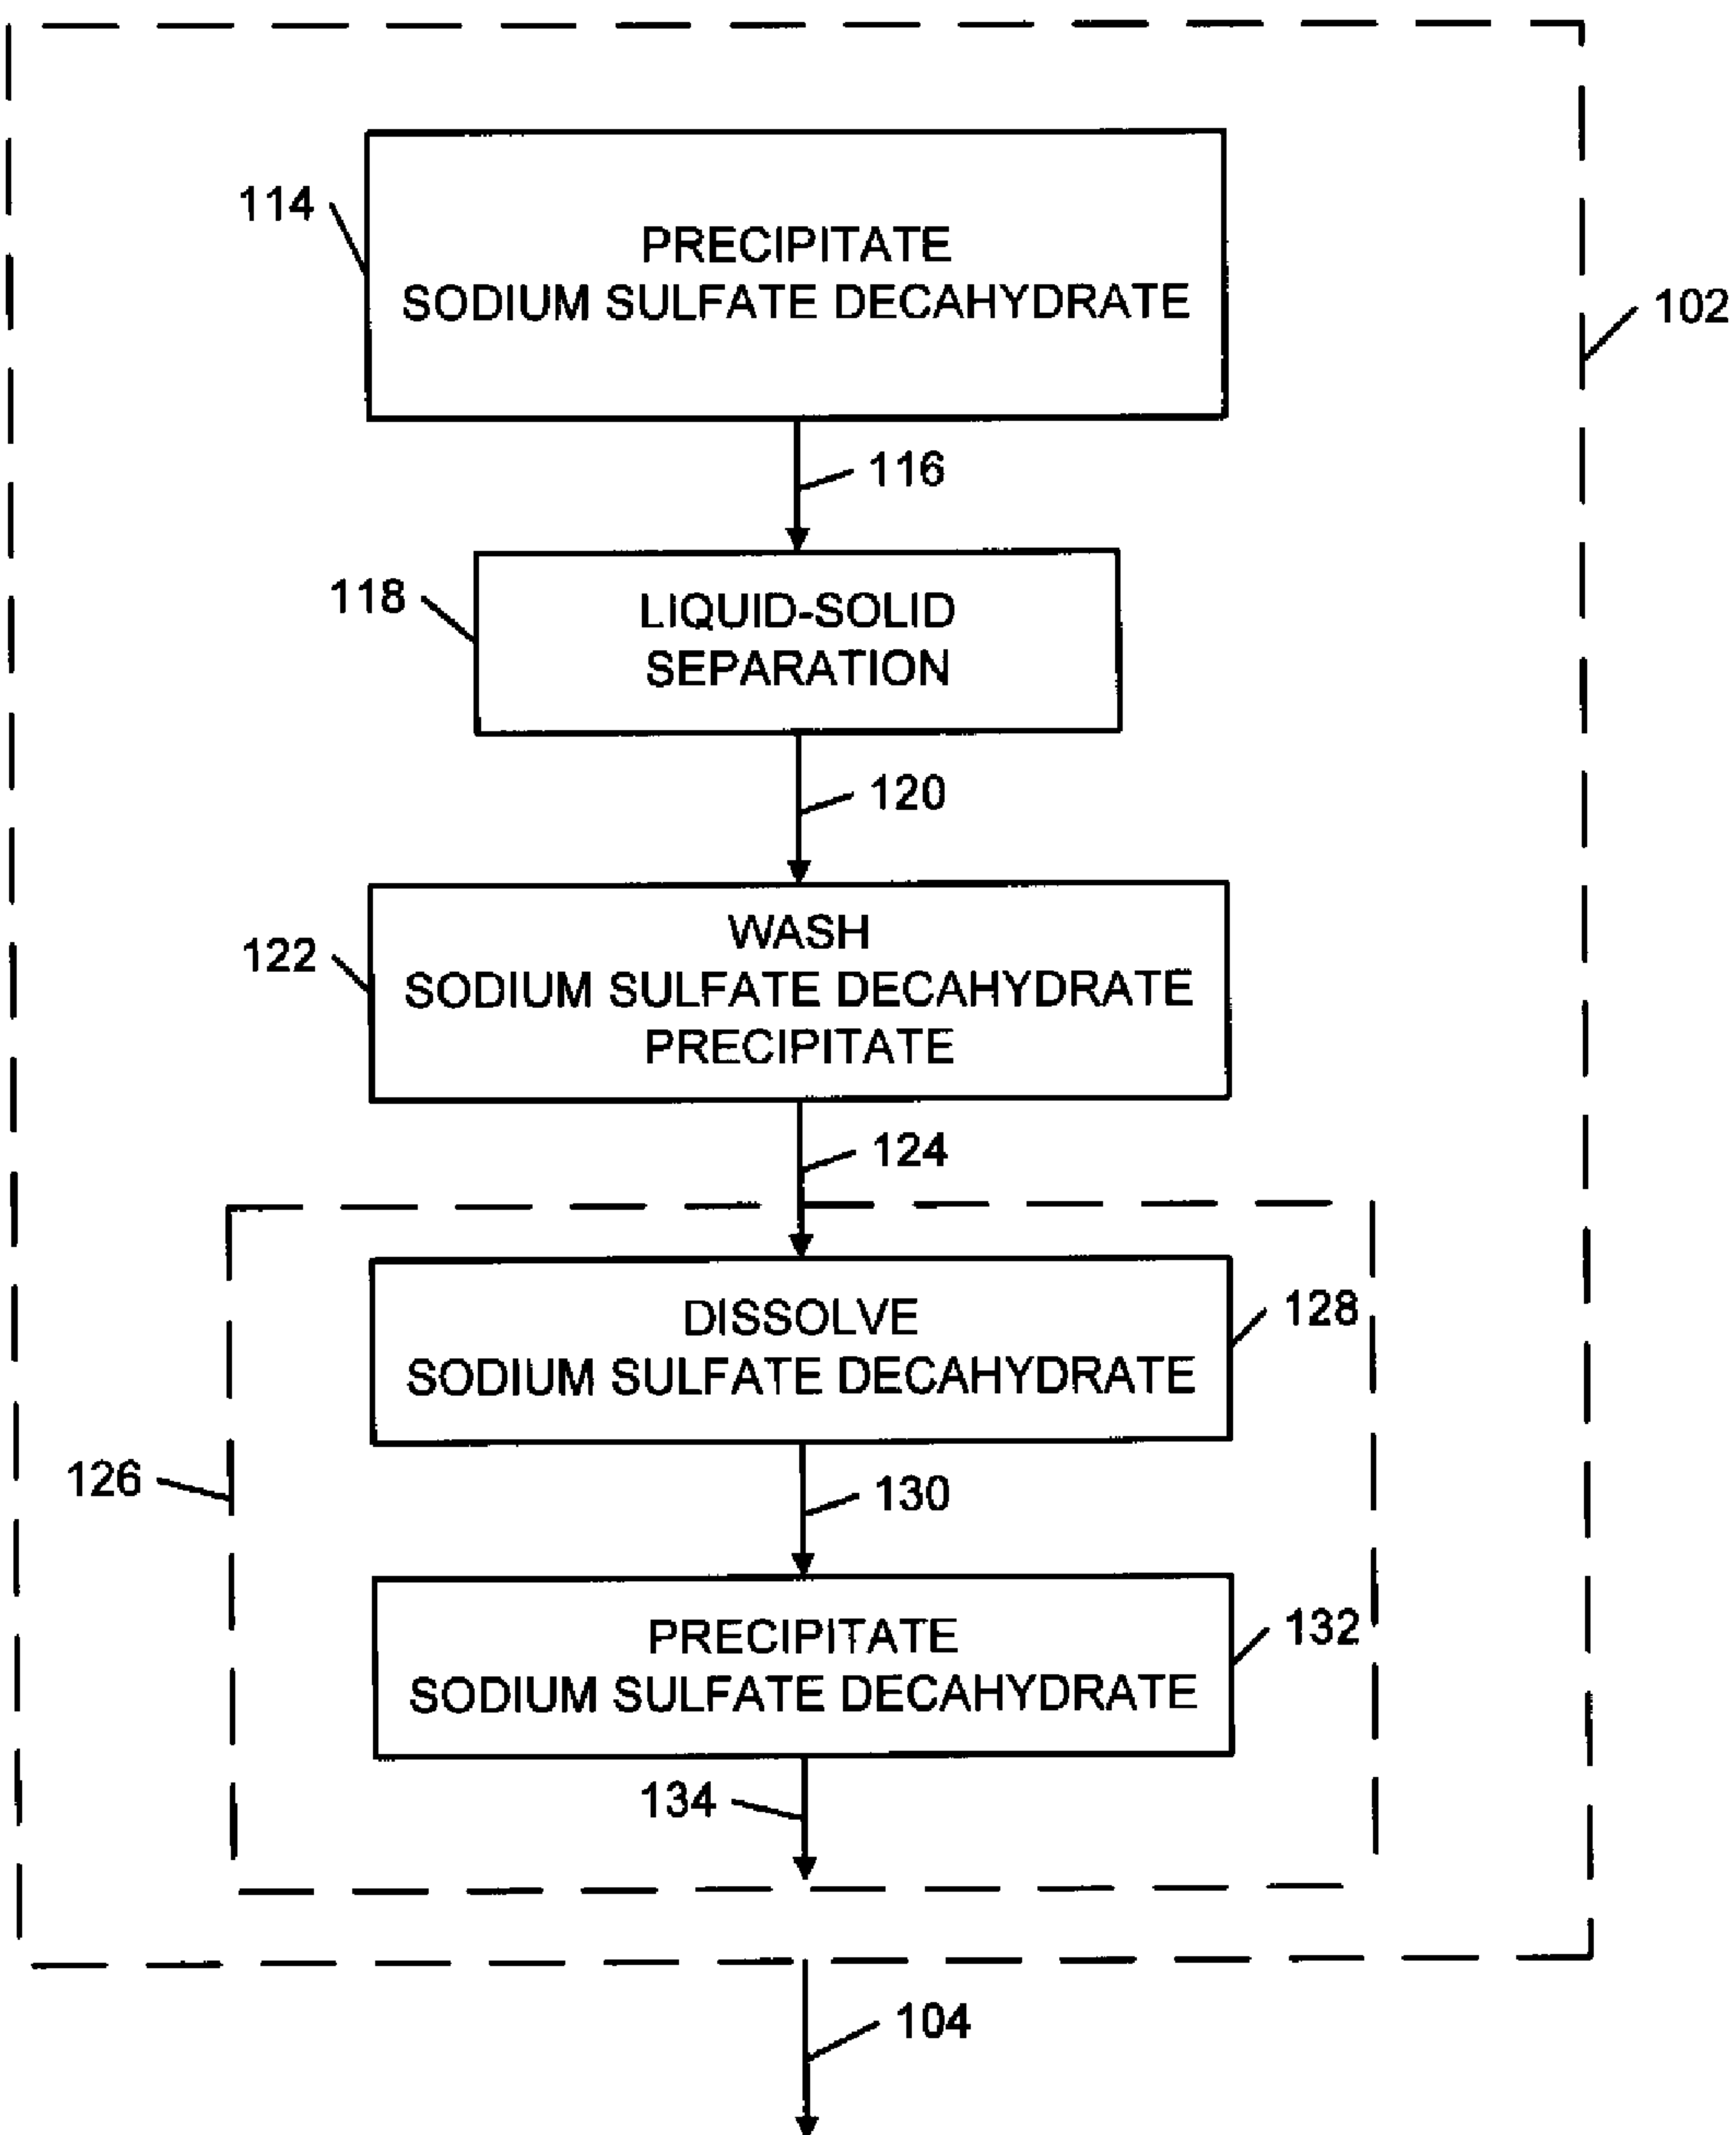 114
PRECIPITATE
SODIUM SULFATE DECAHYDRATE
102
116
118
LIQUID-SOLID
SEPARATION
120
122
WASH
SODIUM SULFATE DECAHYDRATE
PRECIPITATE
124
DISSOLVE
SODIUM SULFATE DECAHYDRATE
128
126
130
PRECIPITATE
SODIUM SULFATE DECAHYDRATE
132
134
104